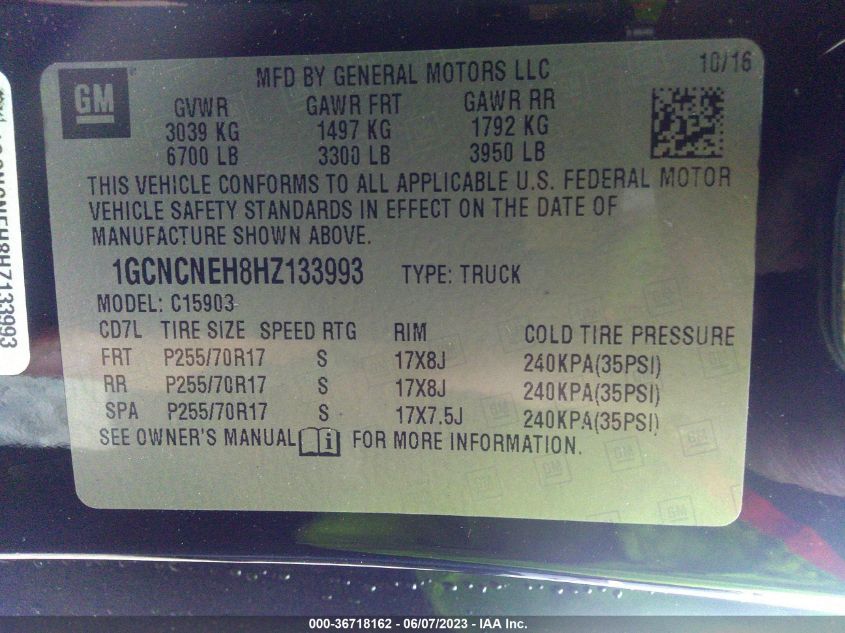 GM
MFD BY GENERAL MOTORS LLC
10/16
GVWR GAWR FRT GAWR RR
3039 KG 1497 KG 1792 KG
6700 LB 3300 LB 3950 LB
THIS VEHICLE CONFORMS TO ALL APPLICABLE U.S. FEDERAL MOTOR
VEHICLE SAFETY STANDARDS IN EFFECT ON THE DATE OF
MANUFACTURE SHOWN ABOVE.
1GCNCNEH8HZ133993 TYPE: TRUCK
MODEL: C15903
CD7L TIRE SIZE SPEED RTG RIM COLD TIRE PRESSURE
FRT P255/70R17 S 17X8J 240KPA(35PSI)
RR P255/70R17 S 17X8J 240KPA(35PSI)
SPA P255/70R17 S 17X7.5J 240KPA(35PSI)
SEE OWNER'S MANUAL FOR MORE INFORMATION.
000-36718162 - 06/07/2023 - © IAA Inc.